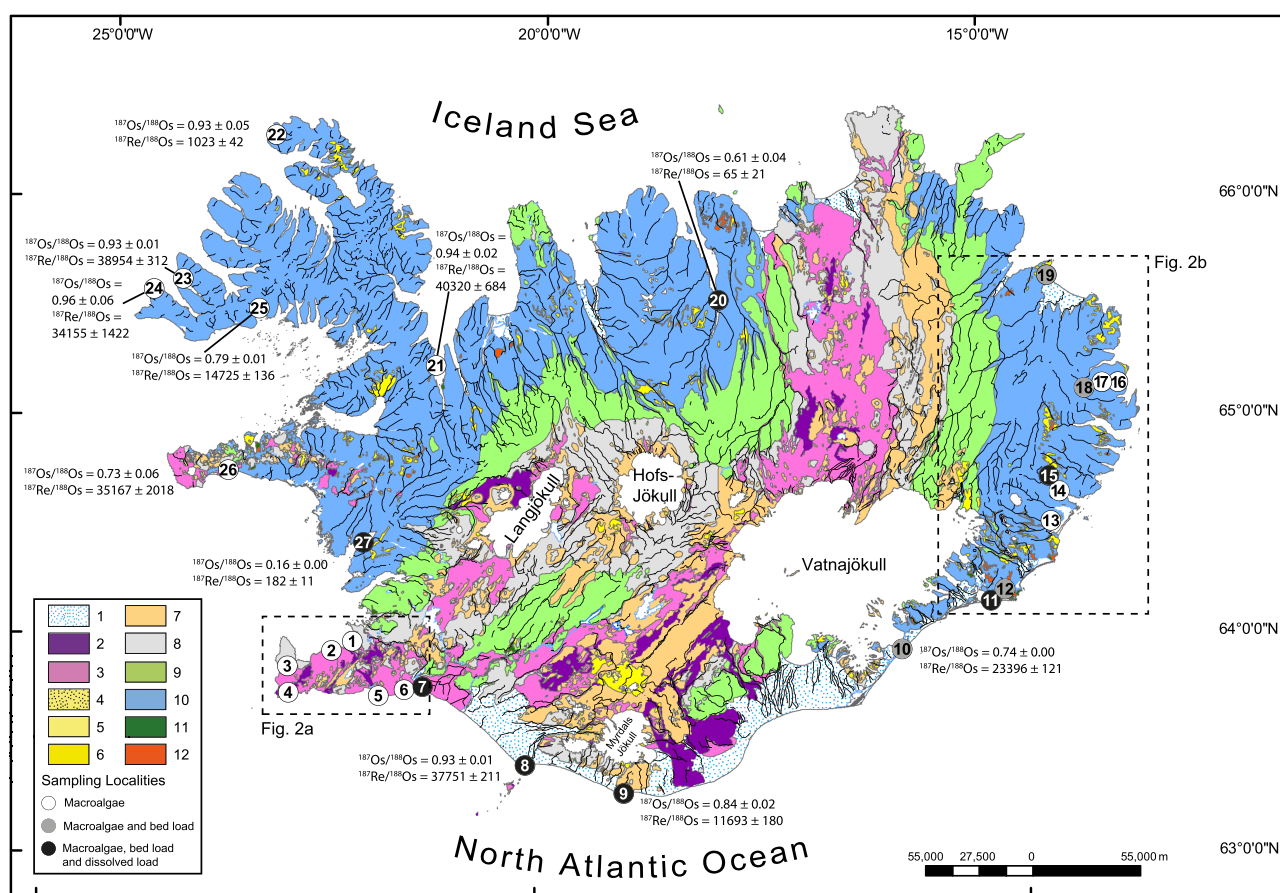 25°0'0"W
20°0'0"W
15°0'0"W
Iceland Sea
¹⁸⁷Os/¹⁸⁸Os = 0.93 ± 0.05
¹⁸⁷Re/¹⁸⁸Os = 1023 ± 42
22
¹⁸⁷Os/¹⁸⁸Os = 0.61 ± 0.04
¹⁸⁷Re/¹⁸⁸Os = 65 ± 21
66°0'0"N
¹⁸⁷Os/¹⁸⁸Os = 0.93 ± 0.01
¹⁸⁷Re/¹⁸⁸Os = 38954 ± 312
23
¹⁸⁷Os/¹⁸⁸Os =
0.96 ± 0.06
¹⁸⁷Re/¹⁸⁸Os =
34155 ± 1422
24
25
¹⁸⁷Os/¹⁸⁸Os = 0.79 ± 0.01
¹⁸⁷Re/¹⁸⁸Os = 14725 ± 136
¹⁸⁷Os/¹⁸⁸Os =
0.94 ± 0.02
¹⁸⁷Re/¹⁸⁸Os =
40320 ± 684
21
20
19
Fig. 2b
18
17
16
65°0'0"N
26
¹⁸⁷Os/¹⁸⁸Os = 0.73 ± 0.06
¹⁸⁷Re/¹⁸⁸Os = 35167 ± 2018
Langjökull
Hofs-
Jökull
15
14
13
27
¹⁸⁷Os/¹⁸⁸Os = 0.16 ± 0.00
¹⁸⁷Re/¹⁸⁸Os = 182 ± 11
Vatnajökull
12
11
64°0'0"N
10
¹⁸⁷Os/¹⁸⁸Os = 0.74 ± 0.00
¹⁸⁷Re/¹⁸⁸Os = 23396 ± 121
1
2
3
4
5
6
7
Fig. 2a
Myrdals
Jökull
8
¹⁸⁷Os/¹⁸⁸Os = 0.93 ± 0.01
¹⁸⁷Re/¹⁸⁸Os = 37751 ± 211
9
¹⁸⁷Os/¹⁸⁸Os = 0.84 ± 0.02
¹⁸⁷Re/¹⁸⁸Os = 11693 ± 180
North Atlantic Ocean
63°0'0"N
55,000 27,500 0 55,000 m
1 7
2 8
3 9
4 10
5 11
6 12
Sampling Localities
Macroalgae
Macroalgae and bed load
Macroalgae, bed load
and dissolved load